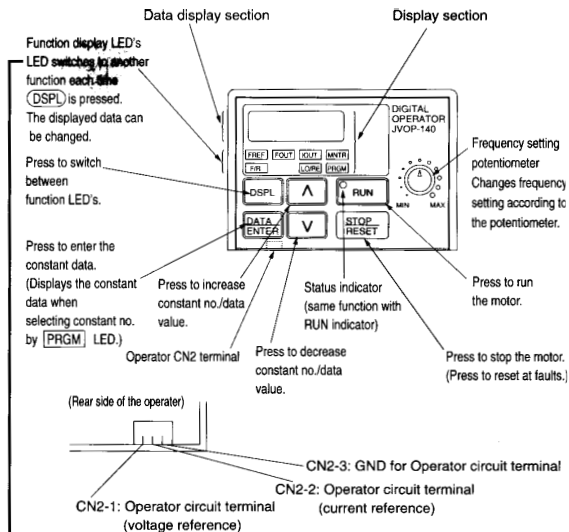 Data display section
Display section
Function display LED's
LED switches to another
function each time
DSPL is pressed.
The displayed data can
be changed.
Press to switch
between
function LED's.
Press to enter the
constant data.
(Displays the constant
data when
selecting constant no.
by PRGM LED.)
DIGITAL
OPERATOR
JVOP-140
FREF FOUT IOUT MNTR
F/R LO/RE PRGM
DSPL
RUN
DATA
ENTER
STOP
RESET
MIN MAX
Frequency setting
potentiometer
Changes frequency
setting according to
the potentiometer.
Press to increase
constant no./data
value.
Operator CN2 terminal
Status indicator
(same function with
RUN indicator)
Press to decrease
constant no./data
value.
Press to run
the motor.
Press to stop the motor.
(Press to reset at faults.)
(Rear side of the operater)
CN2-3: GND for Operator circuit terminal
CN2-2: Operator circuit terminal
(current reference)
CN2-1: Operator circuit terminal
(voltage reference)